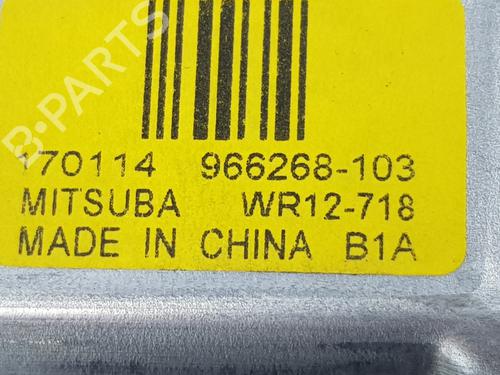 170114 966268-103
MITSUBA WR12-718
MADE IN CHINA B1A
B-PARTS